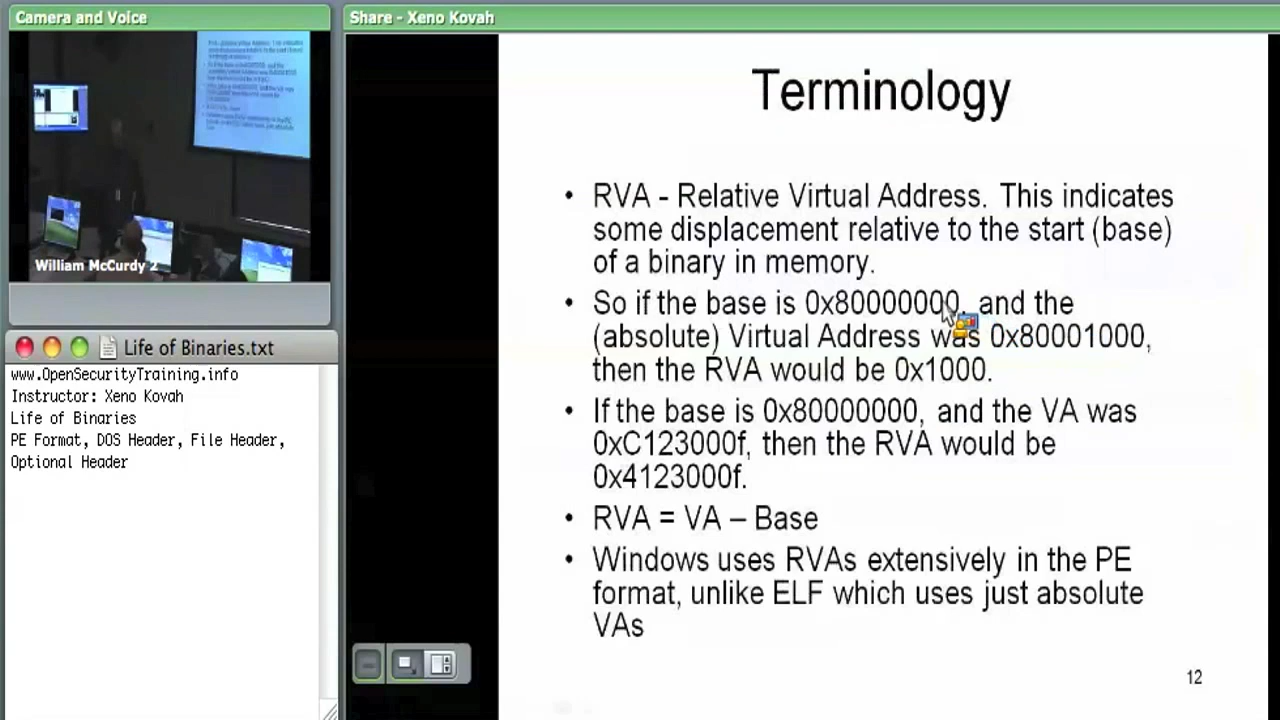 Camera and Voice
William McCurdy 2
Life of Binaries.txt
www.OpenSecurityTraining.info
Instructor: Xeno Kovah
Life of Binaries
PE Format, DOS Header, File Header,
Optional Header
Share - Xeno Kovah
Terminology
• RVA - Relative Virtual Address. This indicates
some displacement relative to the start (base)
of a binary in memory.
• So if the base is 0x80000000, and the
(absolute) Virtual Address was 0x80001000,
then the RVA would be 0x1000.
• If the base is 0x80000000, and the VA was
0xC123000f, then the RVA would be
0x4123000f.
• RVA = VA – Base
• Windows uses RVAs extensively in the PE
format, unlike ELF which uses just absolute
VAs
12